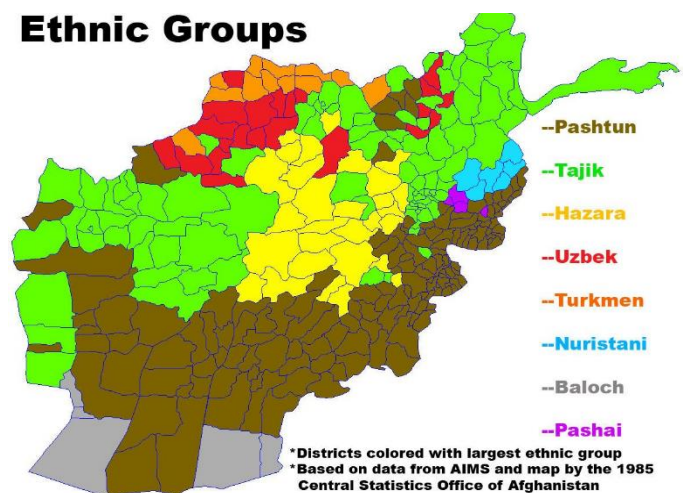 Ethnic Groups
--Pashtun
--Tajik
--Hazara
--Uzbek
--Turkmen
--Nuristani
--Baloch
--Pashai
*Districts colored with largest ethnic group
*Based on data from AIMS and map by the 1985
Central Statistics Office of Afghanistan